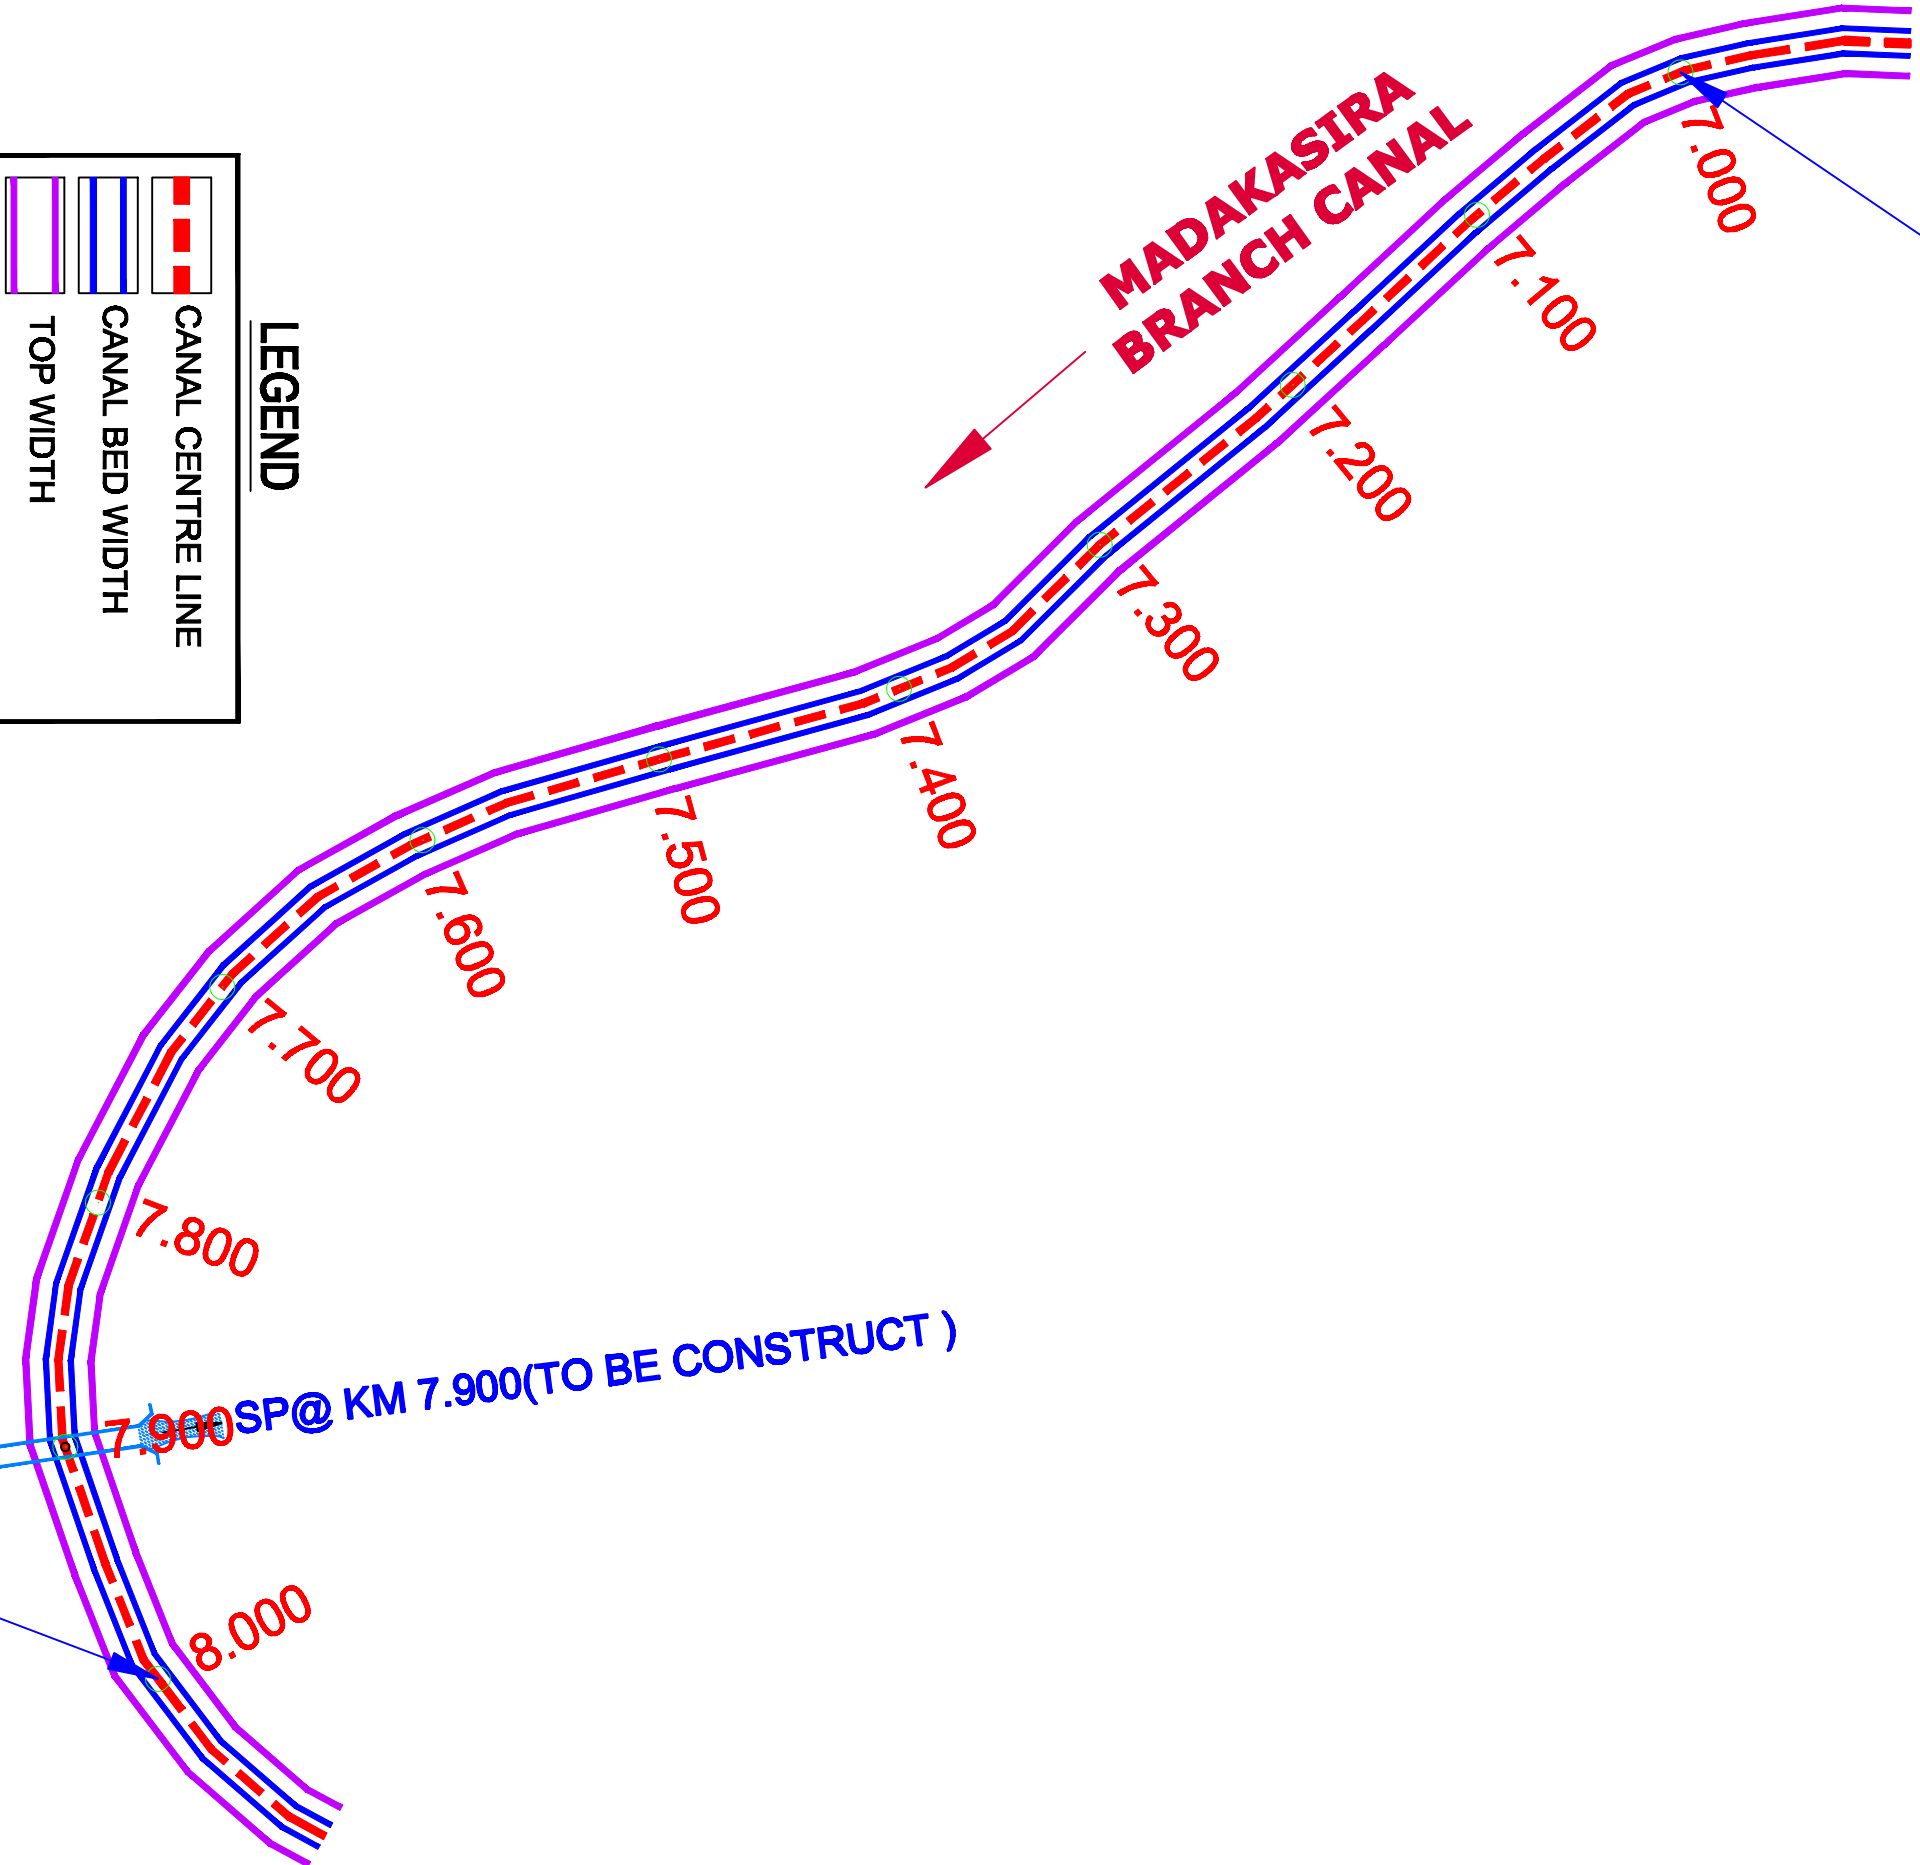 MADAKASIRA
BRANCH CANAL
7.000
7.100
7.200
7.300
7.400
7.500
7.600
7.700
7.800
7.900
SP@ KM 7.900(TO BE CONSTRUCT )
8.000
LEGEND
CANAL CENTRE LINE
CANAL BED WIDTH
TOP WIDTH